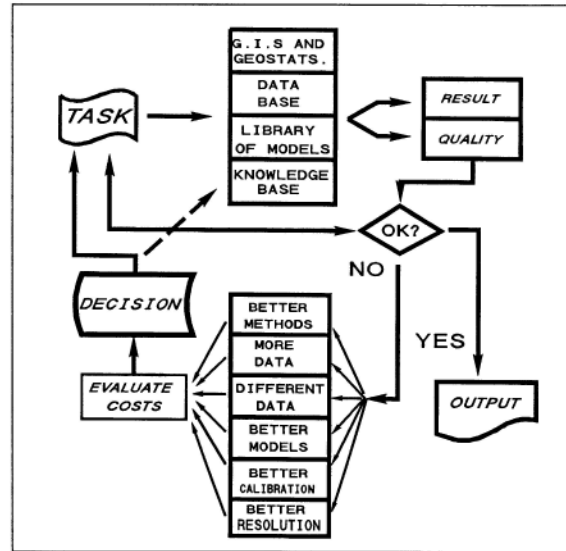 G.I.S AND
GEOSTATS.
DATA
BASE
LIBRARY
OF MODELS
KNOWLEDGE
BASE
TASK
RESULT
QUALITY
OK?
NO
YES
OUTPUT
DECISION
EVALUATE
COSTS
BETTER
METHODS
MORE
DATA
DIFFERENT
DATA
BETTER
MODELS
BETTER
CALIBRATION
BETTER
RESOLUTION